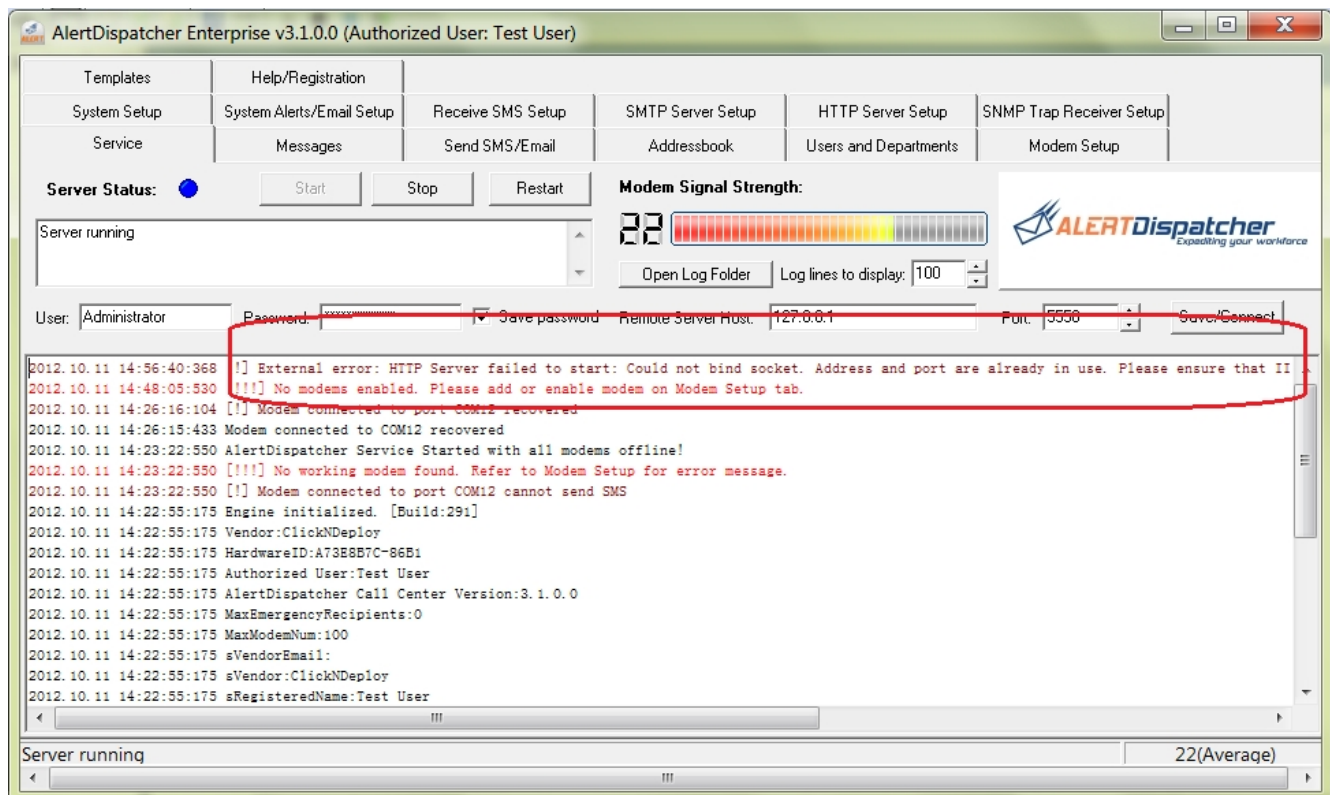 AlertDispatcher Enterprise v3.1.0.0 (Authorized User: Test User)
Templates Help/Registration
System Setup System Alerts/Email Setup Receive SMS Setup SMTP Server Setup HTTP Server Setup SNMP Trap Receiver Setup
Service Messages Send SMS/Email Addressbook Users and Departments Modem Setup
Server Status: Start Stop Restart Modem Signal Strength:
22
ALERTDispatcher
Expediting your workforce
Server running
Open Log Folder Log lines to display: 100
User: Administrator Password: Save password Remote Server Host: 127.0.0.1 Port: 5550 Save/Connect
2012.10.11 14:56:40:368 [!] External error: HTTP Server failed to start: Could not bind socket. Address and port are already in use. Please ensure that II
2012.10.11 14:48:05:530 [!!!] No modems enabled. Please add or enable modem on Modem Setup tab.
2012.10.11 14:26:16:104 [!] Modem connected to port COM12 recovered
2012.10.11 14:26:15:433 Modem connected to COM12 recovered
2012.10.11 14:23:22:550 AlertDispatcher Service Started with all modems offline!
2012.10.11 14:23:22:550 [!!!] No working modem found. Refer to Modem Setup for error message.
2012.10.11 14:23:22:550 [!] Modem connected to port COM12 cannot send SMS
2012.10.11 14:22:55:175 Engine initialized. [Build:291]
2012.10.11 14:22:55:175 Vendor:ClickNDeploy
2012.10.11 14:22:55:175 HardwareID:A73E8B7C-86B1
2012.10.11 14:22:55:175 Authorized User:Test User
2012.10.11 14:22:55:175 AlertDispatcher Call Center Version:3.1.0.0
2012.10.11 14:22:55:175 MaxEmergencyRecipients:0
2012.10.11 14:22:55:175 MaxModemNum:100
2012.10.11 14:22:55:175 sVendorEmail:
2012.10.11 14:22:55:175 sVendor:ClickNDeploy
2012.10.11 14:22:55:175 sRegisteredName:Test User
Server running 22(Average)